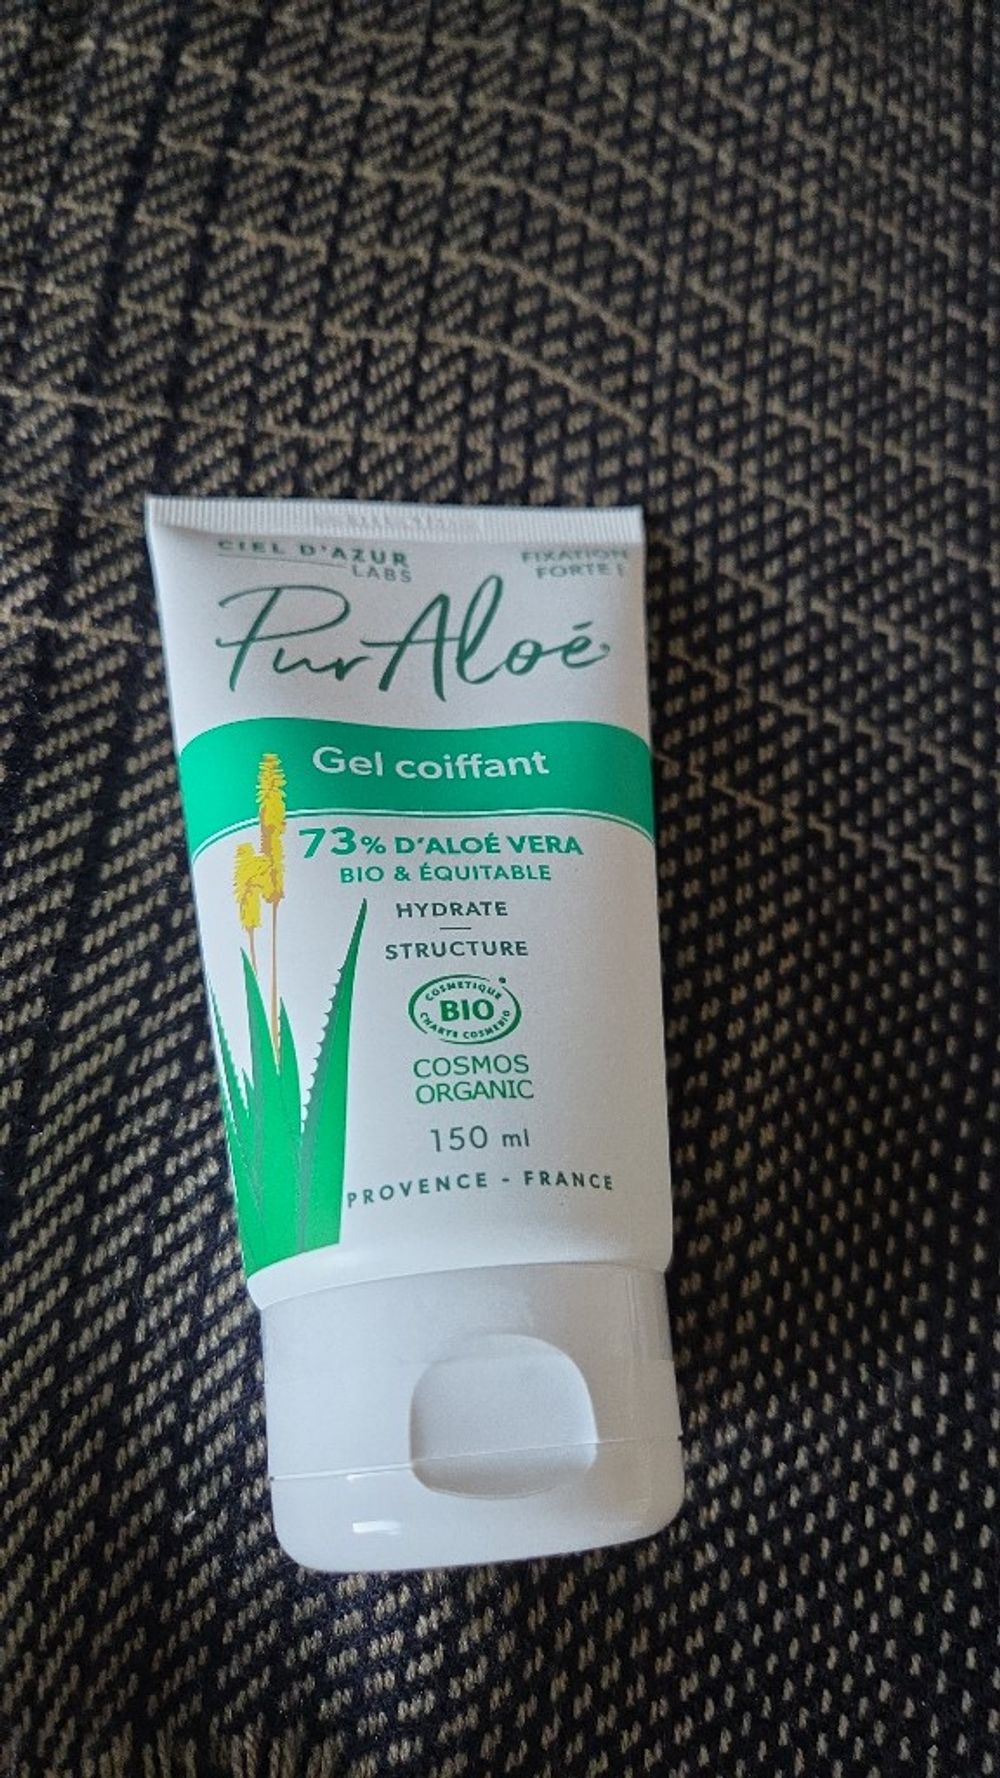 CIEL D'AZUR
LABS
FIXATION
FORTE !
PurAloé
Gel coiffant
73% D'ALOÉ VERA
BIO & ÉQUITABLE
HYDRATE
STRUCTURE
COSMETIQUE
BIO
CHARTE COSMEBIO
COSMOS
ORGANIC
150 ml
PROVENCE - FRANCE